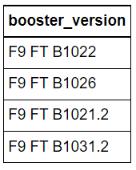 booster_version
F9 FT B1022
F9 FT B1026
F9 FT B1021.2
F9 FT B1031.2